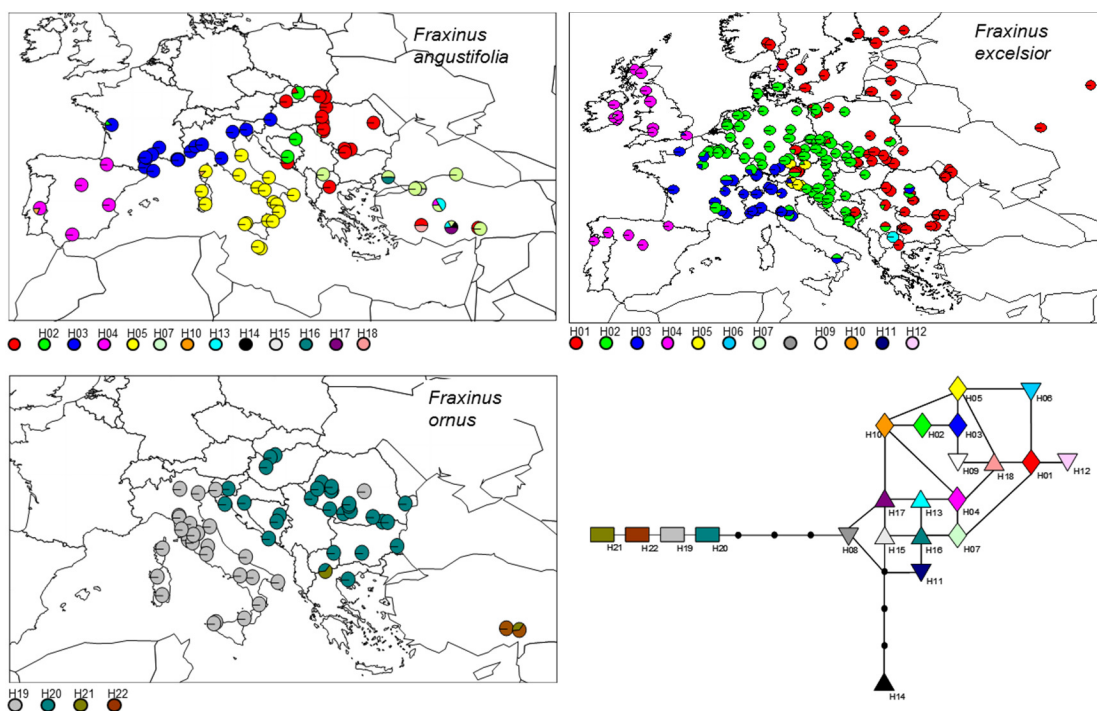 Fraxinus
angustifolia
Fraxinus
excelsior
H02 H03 H04 H05 H07 H10 H13 H14 H15 H16 H17 H18
H01 H02 H03 H04 H05 H06 H07 H09 H10 H11 H12
Fraxinus
ornus
H05 H06
H10 H02 H03
H09 H18 H01 H12
H17 H13 H04
H21 H22 H19 H20 H08 H15 H16 H07
H11
H14
H19 H20 H21 H22